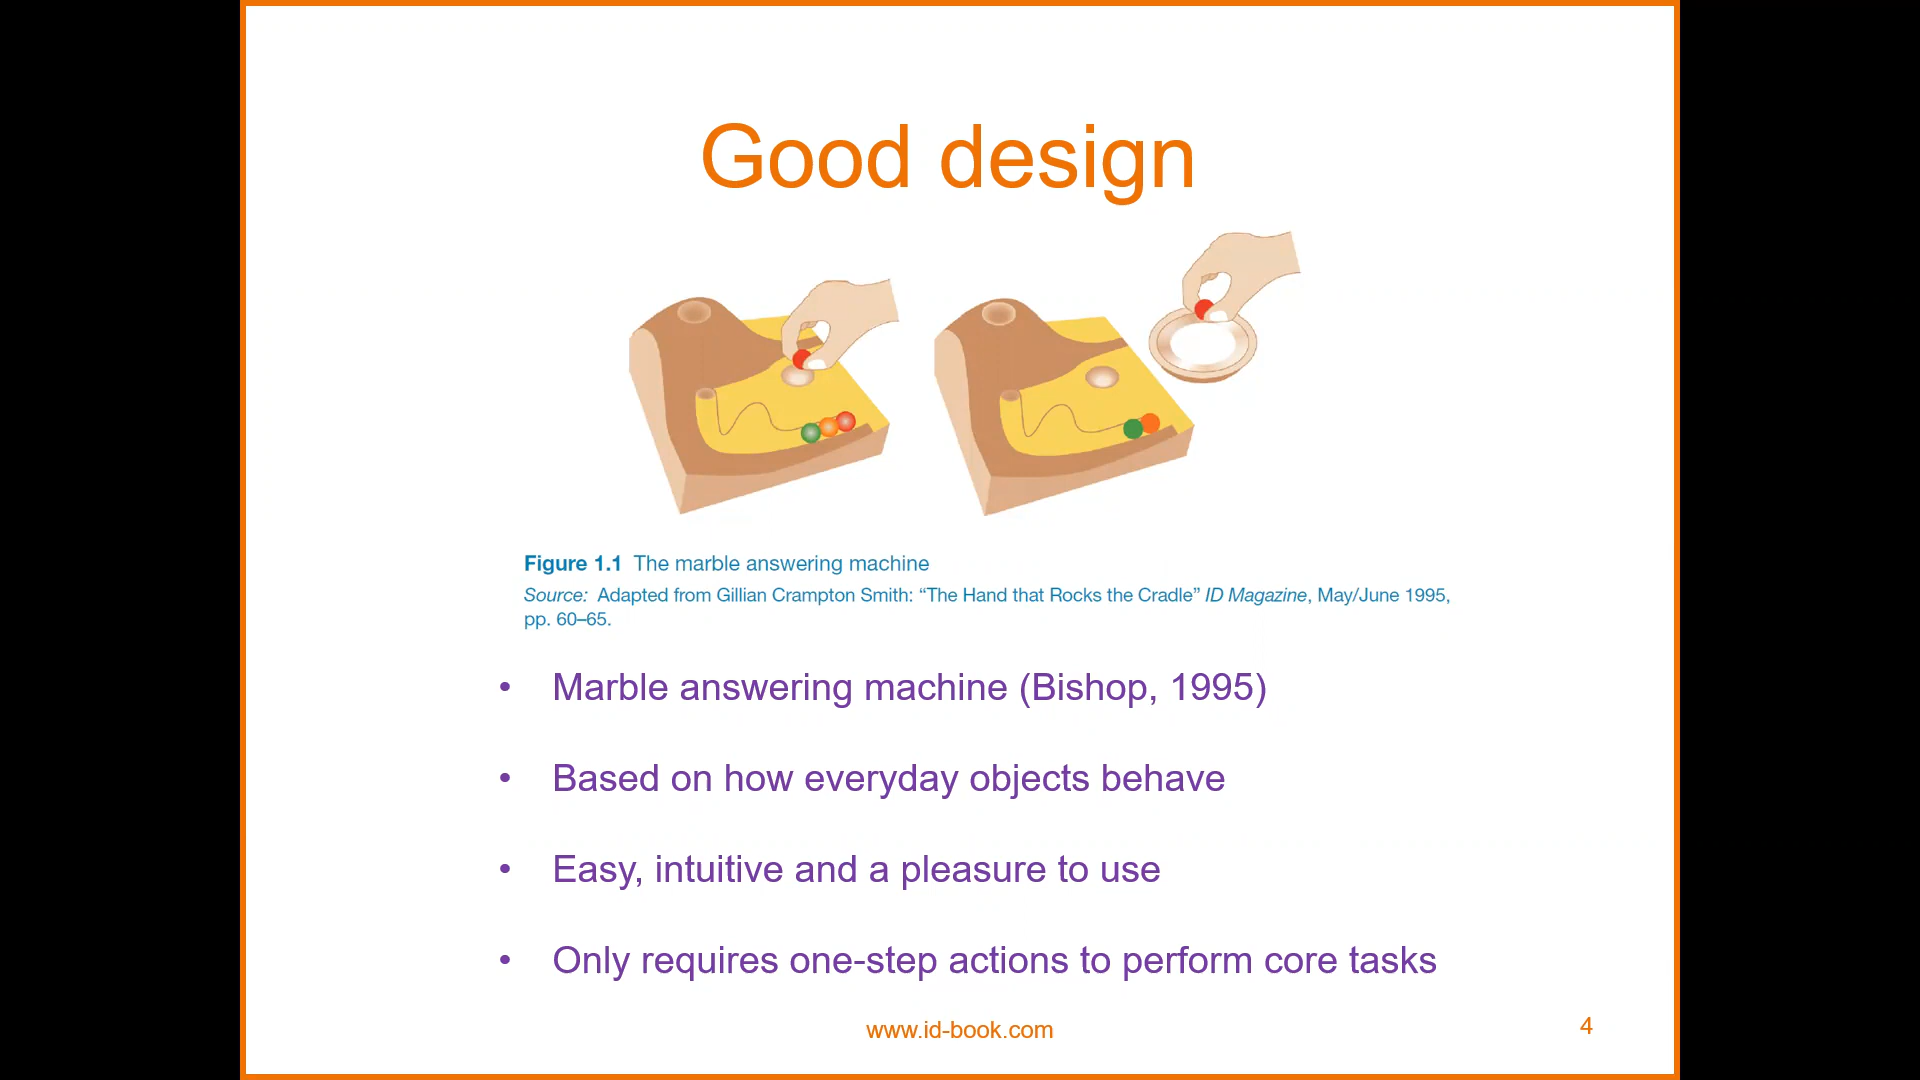 Good design
Figure 1.1 The marble answering machine
Source: Adapted from Gillian Crampton Smith: “The Hand that Rocks the Cradle” ID Magazine, May/June 1995,
pp. 60–65.
• Marble answering machine (Bishop, 1995)
• Based on how everyday objects behave
• Easy, intuitive and a pleasure to use
• Only requires one-step actions to perform core tasks
www.id-book.com
4